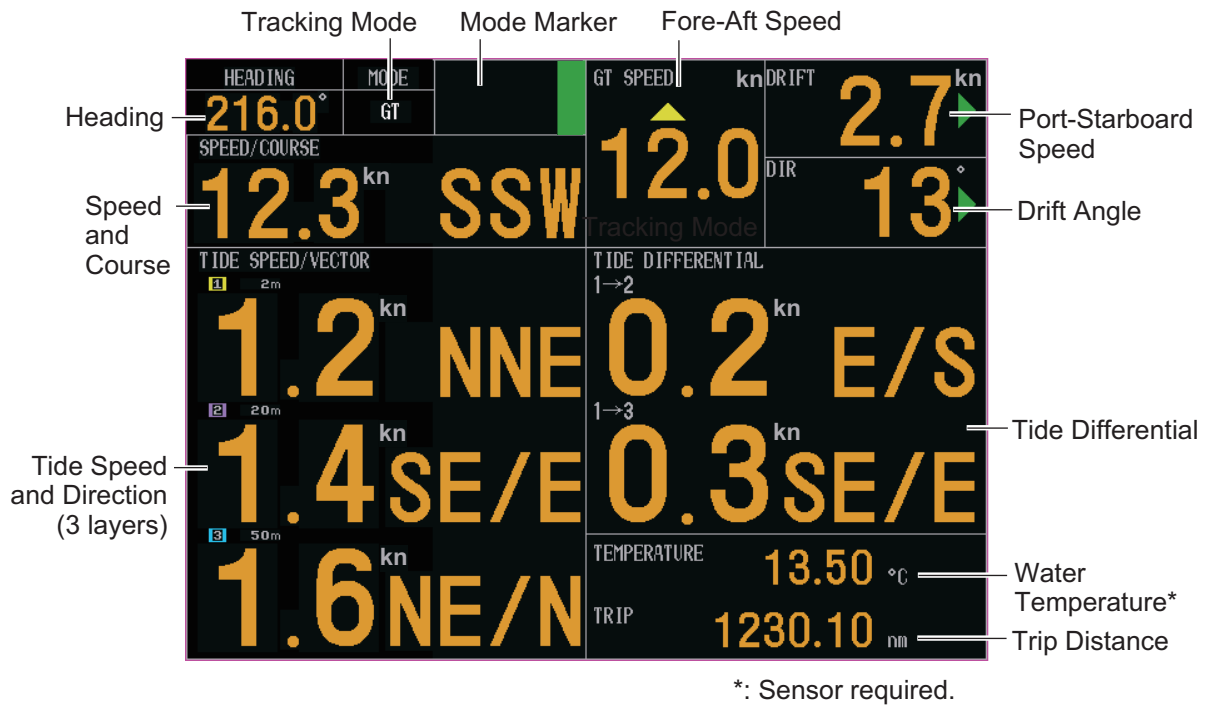 Tracking Mode
Mode Marker
Fore-Aft Speed
HEADING
MODE
GT SPEED
kn
DRIFT
kn
Heading
216.0°
GT
2.7
Port-Starboard
Speed
SPEED/COURSE
12.0
DIR
°
Speed
and
Course
12.3 kn SSW
13
Drift Angle
Tracking Mode
TIDE SPEED/VECTOR
TIDE DIFFERENTIAL
1 2m
1→2
1.2 kn NNE
0.2 kn E/S
2 20m
1→3
Tide Speed
and Direction
(3 layers)
1.4 kn SE/E
0.3 kn SE/E
Tide Differential
3 50m
1.6 kn NE/N
TEMPERATURE
13.50 °C
Water
Temperature*
TRIP
1230.10 nm
Trip Distance
*: Sensor required.